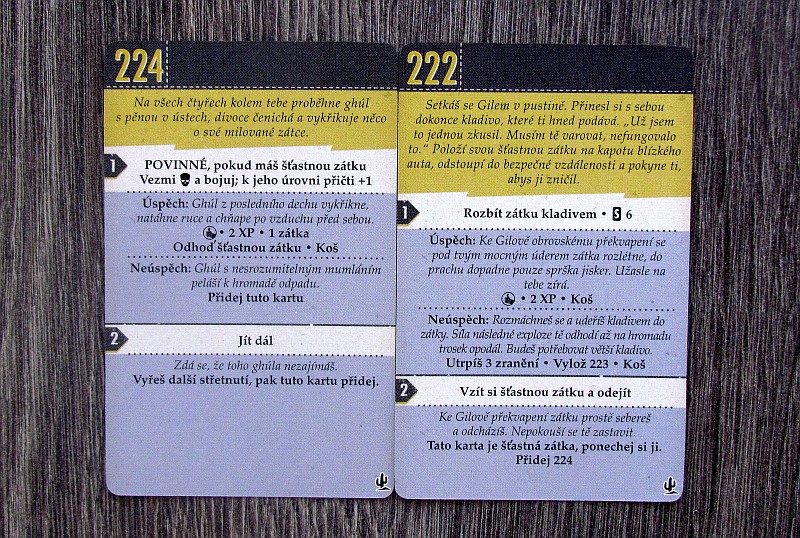 224
Na všech čtyřech kolem tebe proběhne ghúl
s pěnou v ústech, divoce čenichá a vykřikuje něco
o své milované zátce.
1
POVINNÉ, pokud máš šťastnou zátku
Vezmi a bojuj; k jeho úrovni přičti +1
Úspěch: Ghúl z posledního dechu vykřikne,
natáhne ruce a chňape po vzduchu před sebou.
• 2 XP • 1 zátka
Odhoď šťastnou zátku • Koš
Neúspěch: Ghúl s nesrozumitelným mumláním
peláší k hromadě odpadu.
Přidej tuto kartu
2
Jít dál
Zdá se, že toho ghúla nezajímáš.
Vyřeš další střetnutí, pak tuto kartu přidej.
222
Setkáš se Gilem v pustině. Přinesl si s sebou
dokonce kladivo, které ti hned podává. „Už jsem
to jednou zkusil. Musím tě varovat, nefungovalo
to.“ Položí svou šťastnou zátku na kapotu blízkého
auta, odstoupí do bezpečné vzdálenosti a pokyne ti,
abys ji zničil.
1
Rozbít zátku kladivem • S 6
Úspěch: Ke Gilově obrovskému překvapení se
pod tvým mocným úderem zátka rozlétne, do
prachu dopadne pouze sprška jisker. Užasle na
tebe zírá.
• 2 XP • Koš
Neúspěch: Rozmáchneš se a udeříš kladivem do
zátky. Síla následné exploze tě odhodí až na hromadu
trosek opodál. Budeš potřebovat větší kladivo.
Utrpíš 3 zranění • Vylož 223 • Koš
2
Vzít si šťastnou zátku a odejít
Ke Gilově překvapení zátku prostě sebereš
a odcházíš. Nepokouší se tě zastavit.
Tato karta je šťastná zátka, ponechej si ji.
Přidej 224